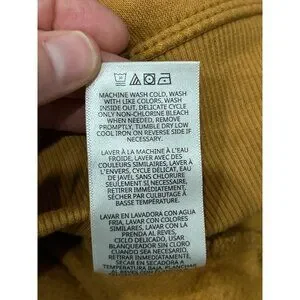 MACHINE WASH COLD, WASH
WITH LIKE COLORS, WASH
INSIDE OUT, DELICATE CYCLE
ONLY NON-CHLORINE BLEACH
WHEN NEEDED, REMOVE
PROMPTLY, TUMBLE DRY LOW
COOL IRON ON REVERSE SIDE IF
NECESSARY.
LAVER À LA MACHINE À L'EAU
FROIDE, LAVER AVEC DES
COULEURS SIMILAIRES, LAVER À
L'ENVERS, CYCLE DÉLICAT, EAU
DE JAVEL SANS CHLORURE
SEULEMENT SI NECESSAIRE,
RETIRER IMMÉDIATEMENT,
SÉCHER PAR CULBUTAGE À
BASSE TEMPÉRATURE.
LAVAR EN LAVADORA CON AGUA
FRIA, LAVAR CON COLORES
SIMILARES, LAVAR CON LA
PRENDA AL REVES,
CICLO DELICADO, USAR
BLANQUEADOR SIN CLORO
CUANDO SEA NECESARIO,
RETIRAR INMEDIATAMENTE,
SECAR EN SECADORA A
TEMPERATURA BAJA, PLANCHAR